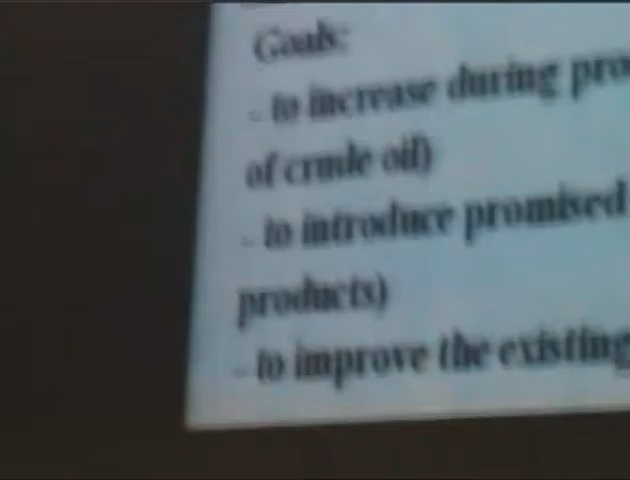 Goals:
- to increase during pro
of crude oil)
- to introduce promised
products)
- to improve the existing